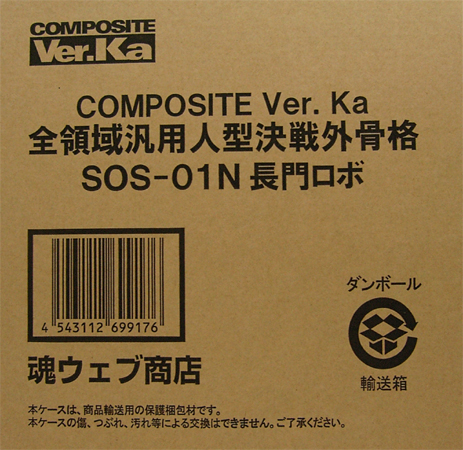 COMPOSITE
Ver.Ka
COMPOSITE Ver. Ka
全領域汎用人型決戦外骨格
SOS-01N 長門ロボ
4 543112 699176
ダンボール
輸送箱
魂ウェブ商店
本ケースは、商品輸送用の保護梱包材です。
本ケースの傷、つぶれ、汚れ等による交換はできません。ご了承ください。